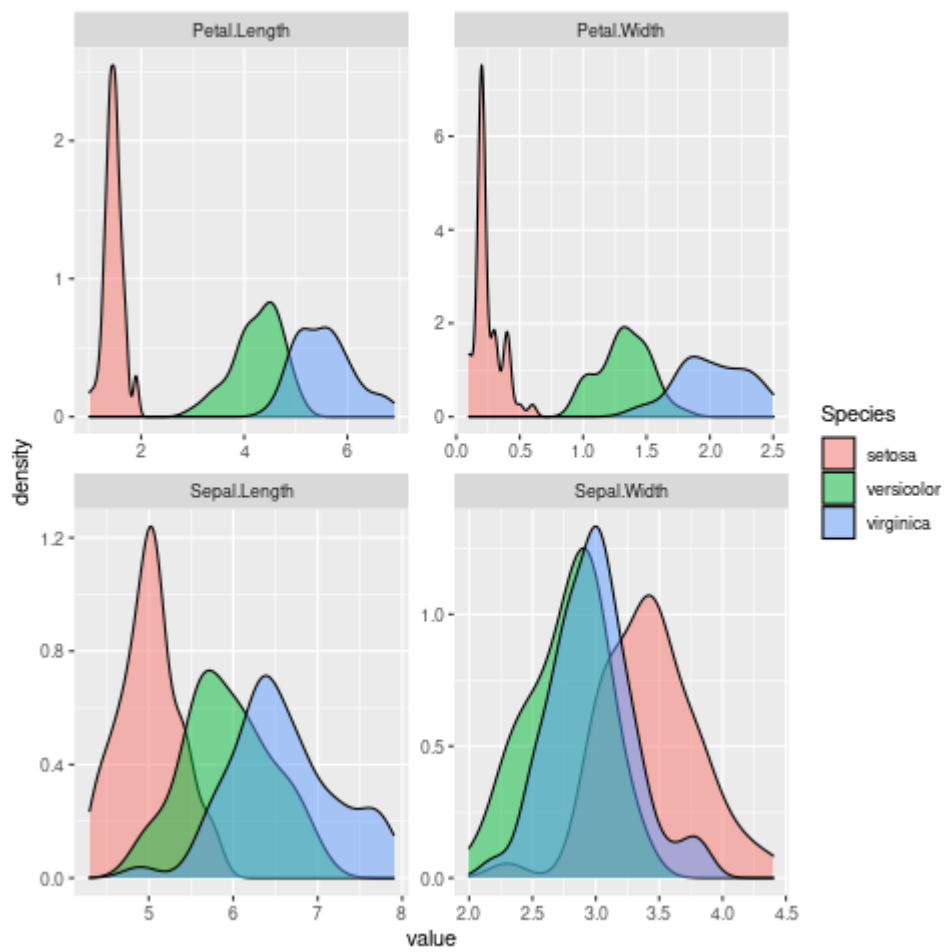 Petal.Length
Petal.Width
2
1
0
6
4
2
0
2 4 6
0.0 0.5 1.0 1.5 2.0 2.5
density
Species
setosa
versicolor
virginica
Sepal.Length
Sepal.Width
1.2
0.8
0.4
0.0
1.0
0.5
0.0
5 6 7 8
2.0 2.5 3.0 3.5 4.0 4.5
value